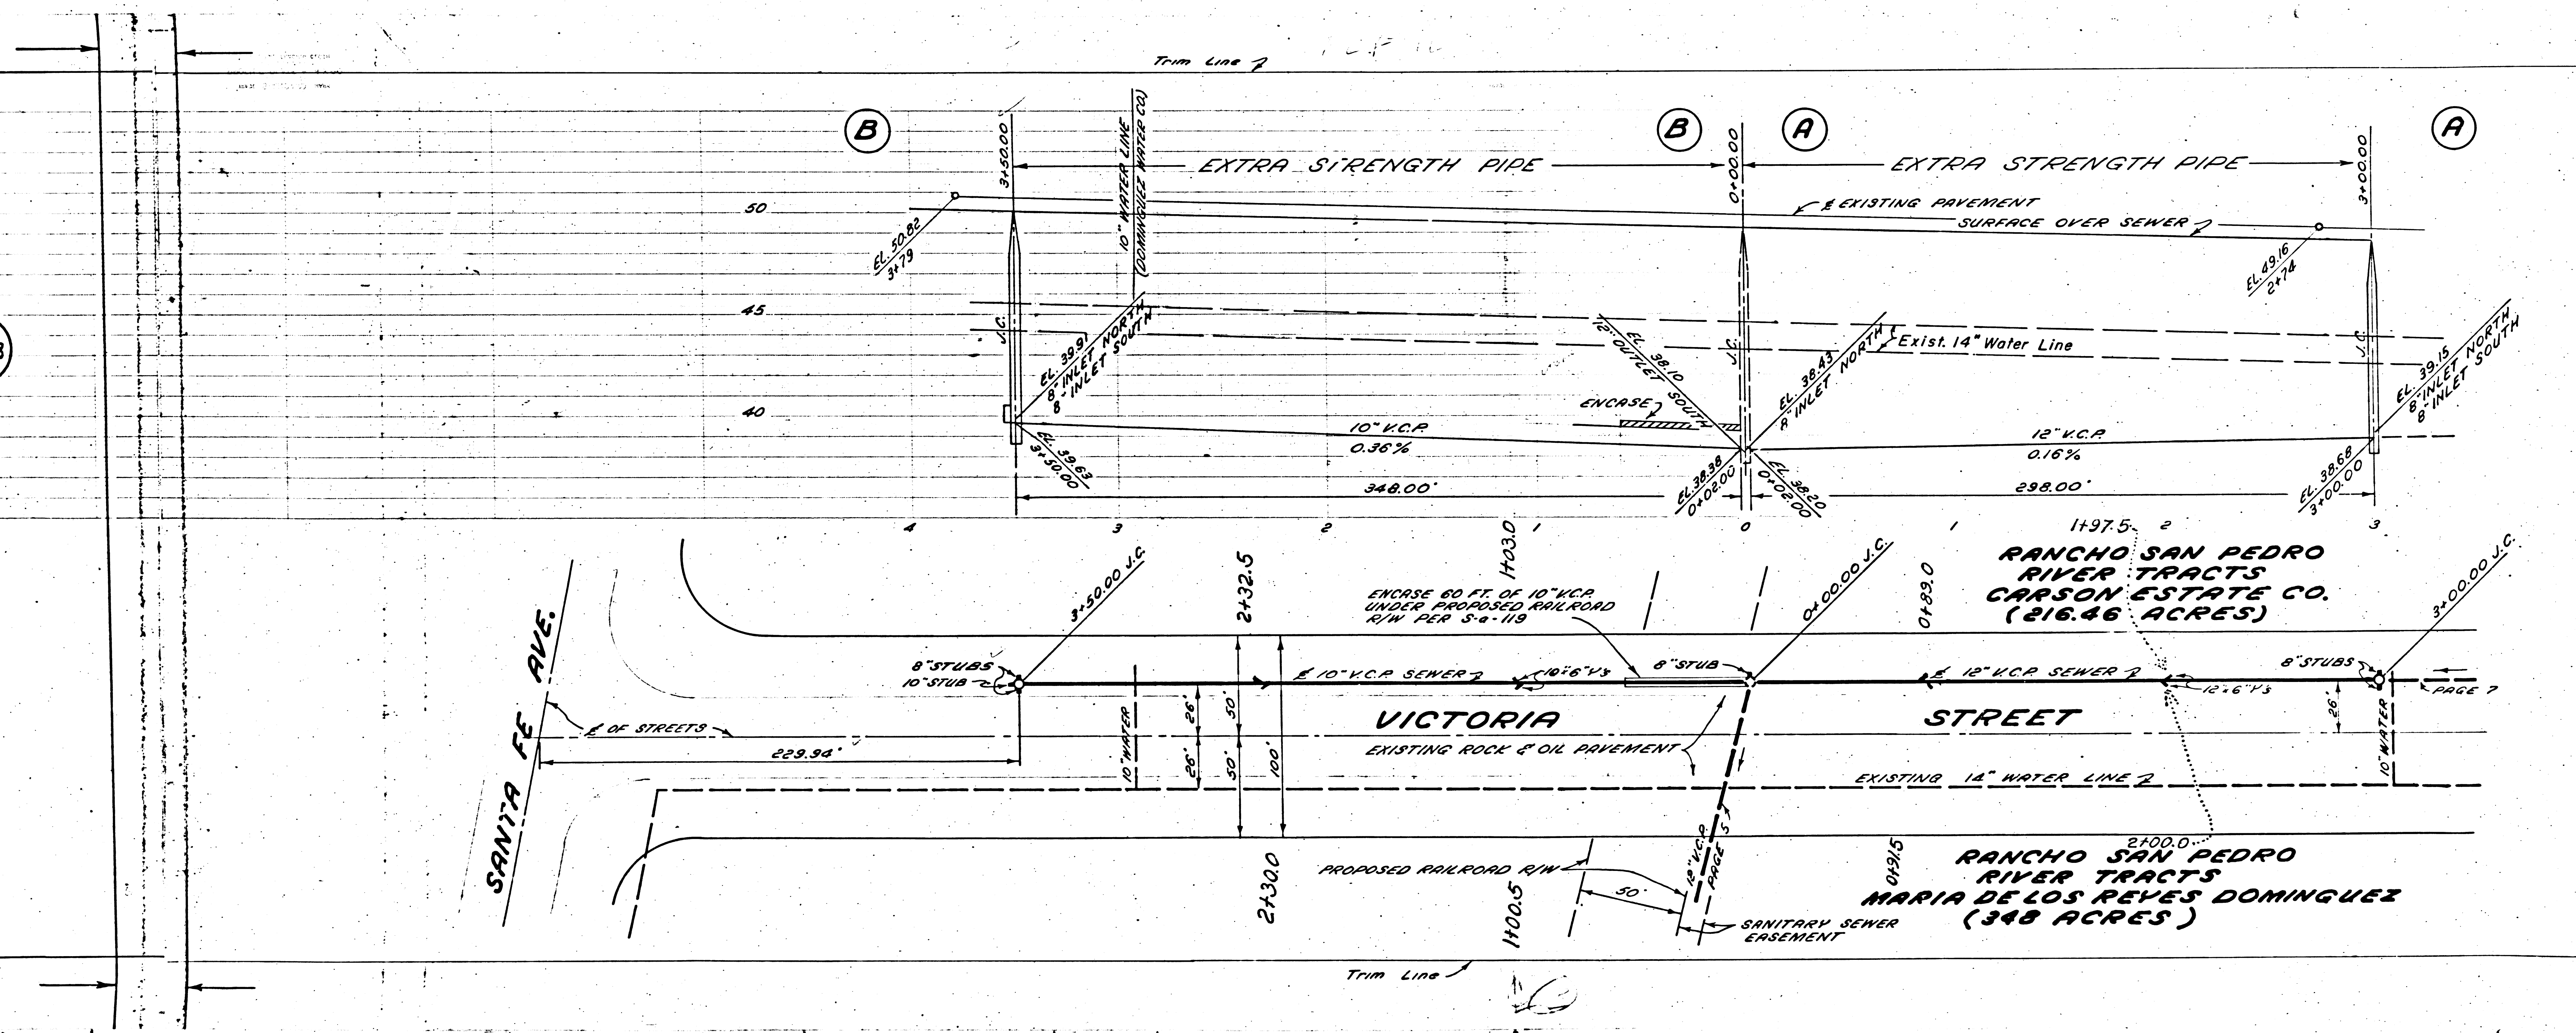 Trim Line
B
B
A
A
3+50.00
10" WATER LINE
(DOMINGUEZ WATER CO.)
0+00.00
3+00.00
EXTRA STRENGTH PIPE
EXTRA STRENGTH PIPE
℄ EXISTING PAVEMENT
SURFACE OVER SEWER
50
45
40
EL. 50.82
3+79
EL. 49.16
2+74
J.C.
J.C.
J.C.
EL. 39.91
8" INLET NORTH
8" INLET SOUTH
EL. 38.10
12" OUTLET SOUTH
EL. 38.43
8" INLET NORTH
Exist. 14" Water Line
EL. 39.15
8" INLET NORTH
8" INLET SOUTH
ENCASE
10" V.C.P.
0.36%
12" V.C.P.
0.16%
EL. 39.63
3+50.00
EL. 38.38
0+02.00
EL. 38.20
0+02.00
EL. 38.68
3+00.00
348.00'
298.00'
4 3 2 1 0 1 2 3
1+97.5
RANCHO SAN PEDRO
RIVER TRACTS
CARSON ESTATE CO.
(216.46 ACRES)
3+50.00 J.C.
2+32.5
1+03.0
0+00.00 J.C.
0+89.0
3+00.00 J.C.
ENCASE 60 FT. OF 10" V.C.P.
UNDER PROPOSED RAILROAD
R/W PER S-a-119
8" STUBS
10" STUB
℄ 10" V.C.P. SEWER
10"x6" Y'S
8" STUB
℄ 12" V.C.P. SEWER
12"x6" Y'S
8" STUBS
PAGE 7
SANTA FE AVE.
℄ OF STREETS
229.94'
10" WATER
26'
26'
50'
50'
100'
VICTORIA STREET
EXISTING ROCK & OIL PAVEMENT
26'
10" WATER
EXISTING 14" WATER LINE
2+30.0
1+00.5
PROPOSED RAILROAD R/W
50'
12" V.C.P.
PAGE 5
SANITARY SEWER
EASEMENT
0+91.5
2+00.0
RANCHO SAN PEDRO
RIVER TRACTS
MARIA DE LOS REYES DOMINGUEZ
(348 ACRES)
Trim Line